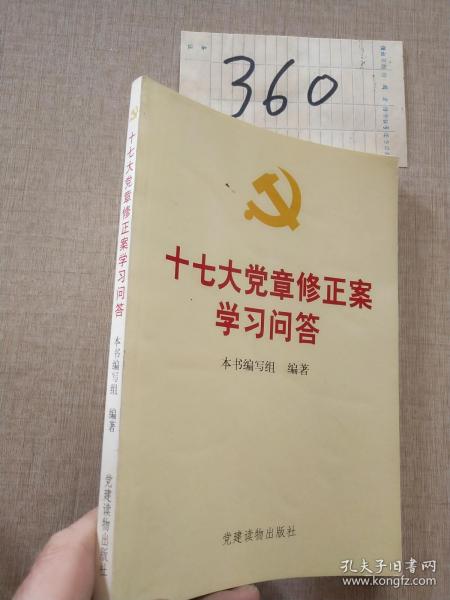 360
十七大党章修正案
学习问答
本书编写组 编著
党建读物出版社
十七大党章修正案学习问答
本书编写组 编著
党建读物出版社
孔夫子旧书网
www.kongfz.com